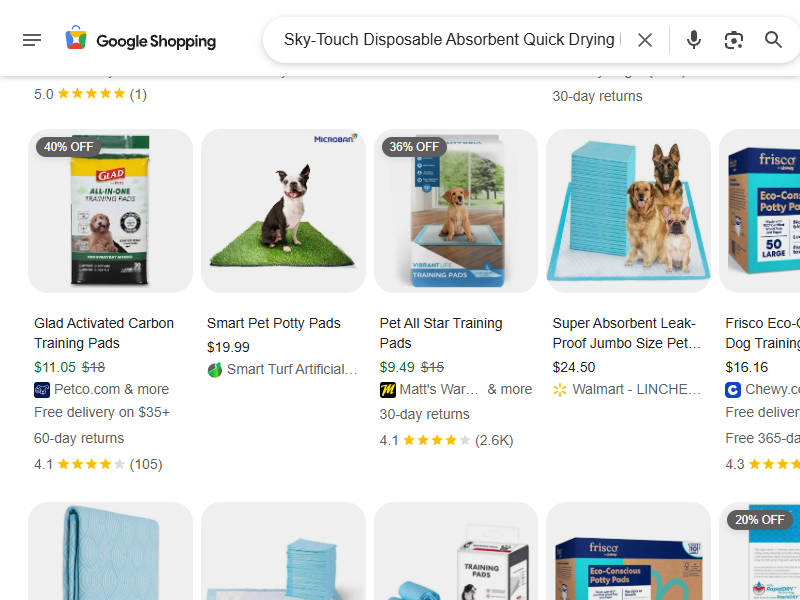 Google Shopping
Sky-Touch Disposable Absorbent Quick Drying
5.0 (1)
30-day returns
40% OFF
GLAD
ALL-IN-ONE
TRAINING PADS
MICROBAN
36% OFF
VIBRANT LIFE
TRAINING PADS
frisco
Eco-Con
Potty Pa
50
LARGE
Glad Activated Carbon
Training Pads
$11.05 $18
Petco.com & more
Free delivery on $35+
60-day returns
4.1 (105)
Smart Pet Potty Pads
$19.99
Smart Turf Artificial...
Pet All Star Training
Pads
$9.49 $15
Matt's War... & more
30-day returns
4.1 (2.6K)
Super Absorbent Leak-
Proof Jumbo Size Pet...
$24.50
Walmart - LINCHE...
Frisco Eco-C
Dog Training
$16.16
Chewy.co
Free deliver
Free 365-da
4.3
TRAINING
PADS
frisco
Eco-Conscious
Potty Pads
20% OFF
RapidDRY